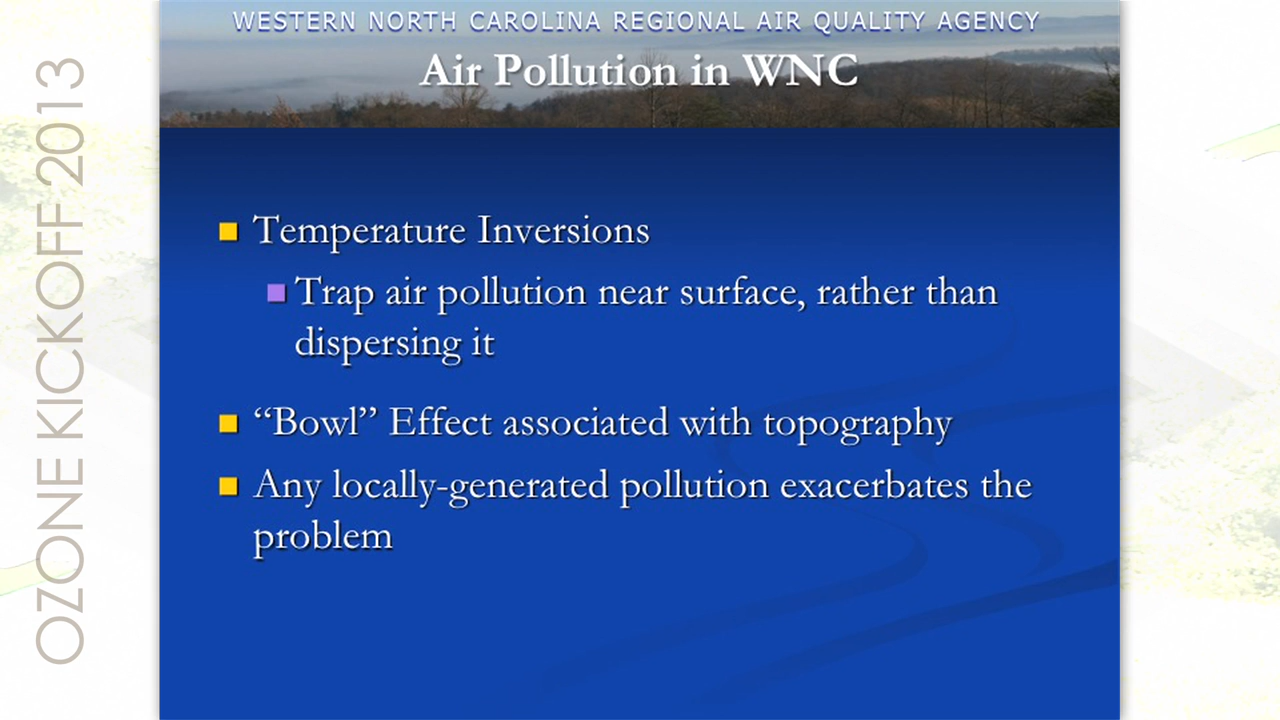 WESTERN NORTH CAROLINA REGIONAL AIR QUALITY AGENCY
Air Pollution in WNC
Temperature Inversions
Trap air pollution near surface, rather than
dispersing it
“Bowl” Effect associated with topography
Any locally-generated pollution exacerbates the
problem
OZONE KICKOFF 2013